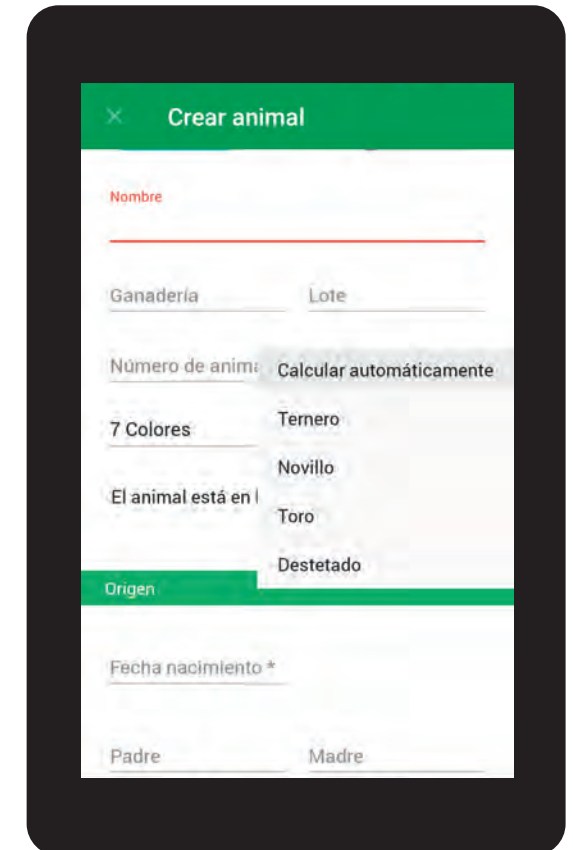 × Crear animal
Nombre
Ganadería Lote
Número de anima
Calcular automáticamente
7 Colores
Ternero
Novillo
El animal está en l
Toro
Destetado
Origen
Fecha nacimiento *
Padre Madre